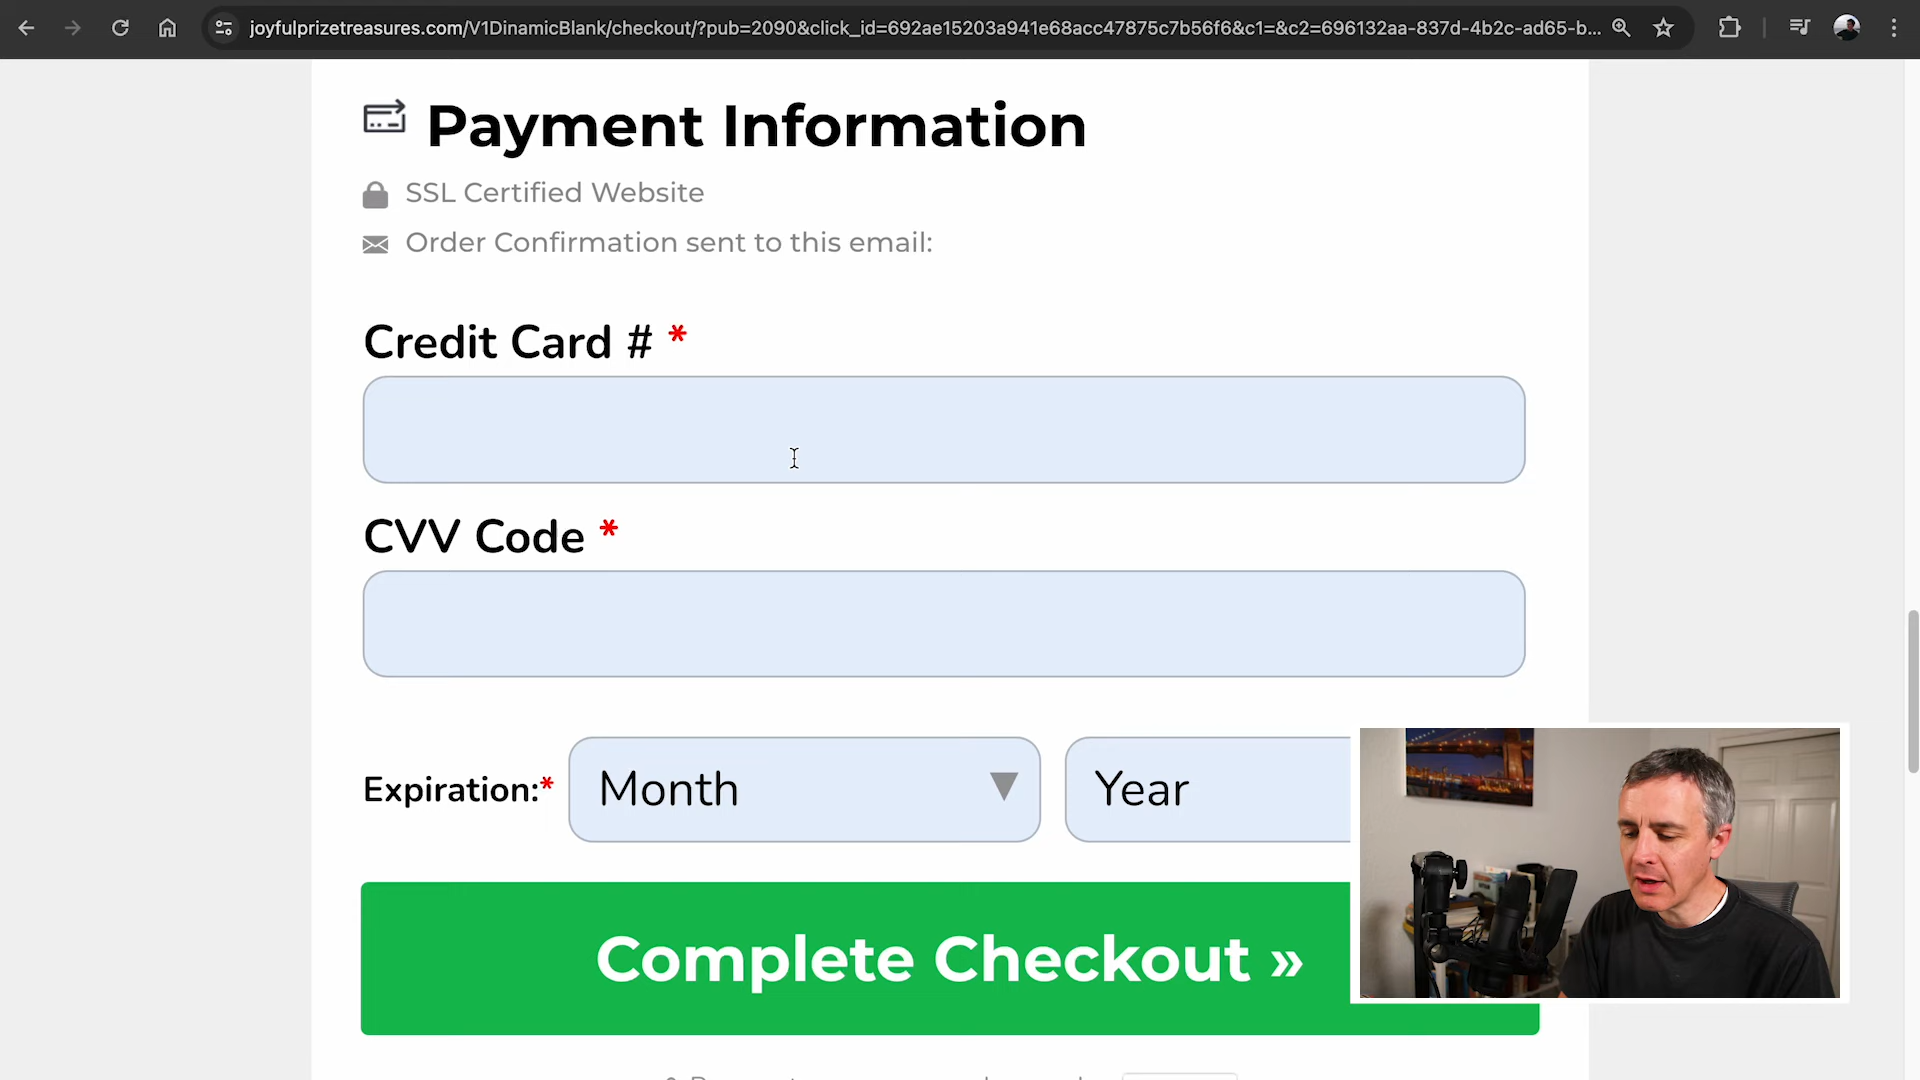 joyfulprizetreasures.com/V1DinamicBlank/checkout/?pub=2090&click_id=692ae15203a941e68acc47875c7b56f6&c1=&c2=696132aa-837d-4b2c-ad65-b...
Payment Information
SSL Certified Website
Order Confirmation sent to this email:
Credit Card # *
CVV Code *
Expiration:* Month Year
Complete Checkout »